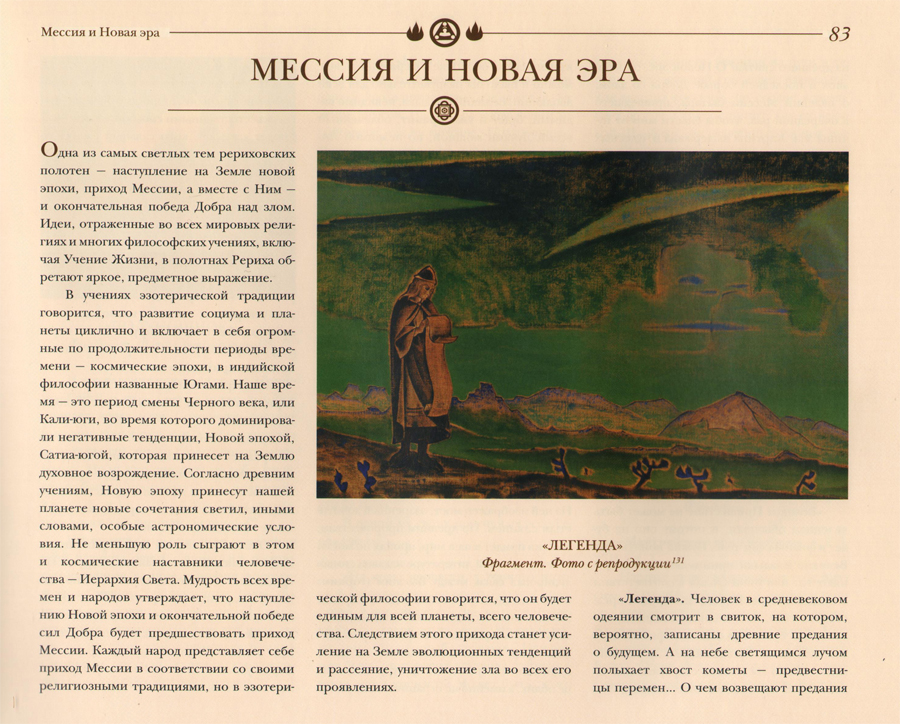 Мессия и Новая эра
83
МЕССИЯ И НОВАЯ ЭРА
Одна из самых светлых тем рериховских
полотен — наступление на Земле новой
эпохи, приход Мессии, а вместе с Ним —
и окончательная победа Добра над злом.
Идеи, отраженные во всех мировых рели-
гиях и многих философских учениях, вклю-
чая Учение Жизни, в полотнах Рериха об-
ретают яркое, предметное выражение.
В учениях эзотерической традиции
говорится, что развитие социума и пла-
неты циклично и включает в себя огром-
ные по продолжительности периоды вре-
мени — космические эпохи, в индийской
философии названные Югами. Наше вре-
мя — это период смены Черного века, или
Кали-юги, во время которого доминирова-
ли негативные тенденции, Новой эпохой,
Сатиа-югой, которая принесет на Землю
духовное возрождение. Согласно древним
учениям, Новую эпоху принесут нашей
планете новые сочетания светил, иными
словами, особые астрономические усло-
вия. Не меньшую роль сыграют в этом
и космические наставники человече-
ства — Иерархия Света. Мудрость всех вре-
мен и народов утверждает, что наступле-
нию Новой эпохи и окончательной победе
сил Добра будет предшествовать приход
Мессии. Каждый народ представляет себе
приход Мессии в соответствии со своими
религиозными традициями, но в эзотери-
«ЛЕГЕНДА»
Фрагмент. Фото с репродукции131
ческой философии говорится, что он будет
единым для всей планеты, всего человече-
ства. Следствием этого прихода станет уси-
ление на Земле эволюционных тенденций
и рассеяние, уничтожение зла во всех его
проявлениях.
«Легенда». Человек в средневековом
одеянии смотрит в свиток, на котором,
вероятно, записаны древние предания
о будущем. А на небе светящимся лучом
полыхает хвост кометы — предвестни-
цы перемен... О чем возвещают предания